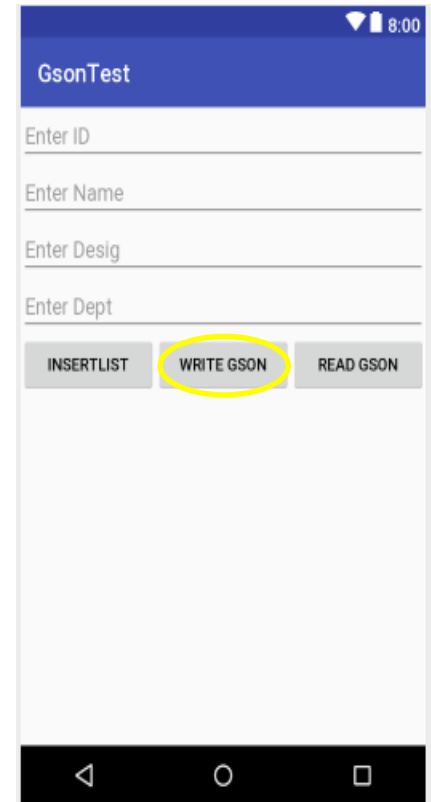 8:00
GsonTest
Enter ID
Enter Name
Enter Desig
Enter Dept
INSERTLIST WRITE GSON READ GSON